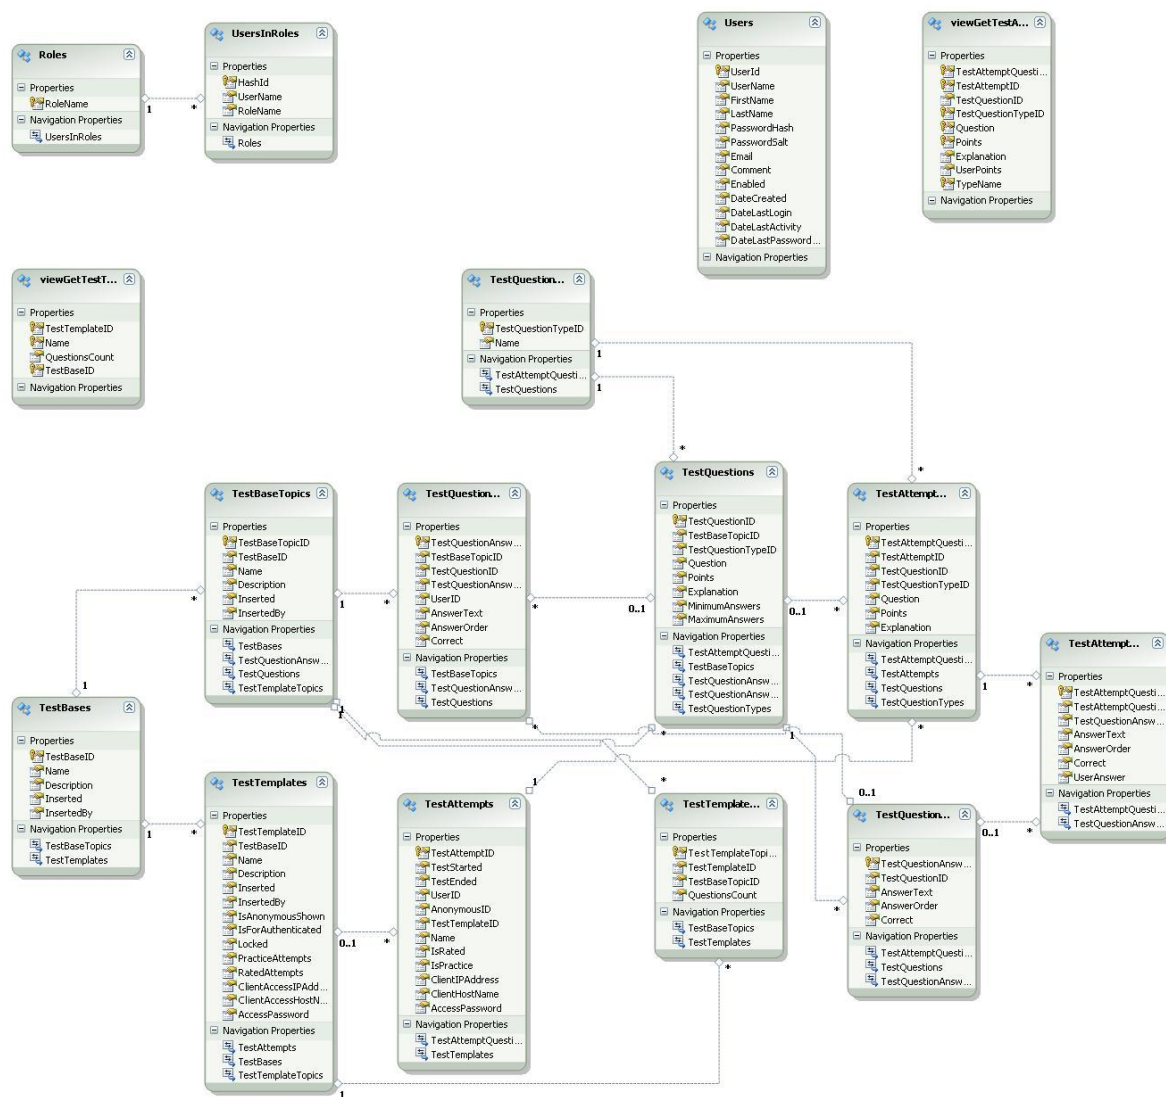 Roles
Properties
RoleName
Navigation Properties
UsersInRoles
1
*
UsersInRoles
Properties
HashId
UserName
RoleName
Navigation Properties
Roles
Users
Properties
UserId
UserName
FirstName
LastName
PasswordHash
PasswordSalt
Email
Comment
Enabled
DateCreated
DateLastLogin
DateLastActivity
DateLastPassword...
Navigation Properties
viewGetTestA...
Properties
TestAttemptQuesti...
TestAttemptID
TestQuestionID
TestQuestionTypeID
Question
Points
Explanation
UserPoints
TypeName
Navigation Properties
viewGetTestT...
Properties
TestTemplateID
Name
QuestionsCount
TestBaseID
Navigation Properties
TestQuestion...
Properties
TestQuestionTypeID
Name
Navigation Properties
TestAttemptQuesti...
TestQuestions
1
1
*
*
TestBaseTopics
Properties
TestBaseTopicID
TestBaseID
Name
Description
Inserted
InsertedBy
Navigation Properties
TestBases
TestQuestionAnsw...
TestQuestions
TestTemplateTopics
*
1
*
1
1
TestQuestion...
Properties
TestQuestionAnsw...
TestBaseTopicID
TestQuestionID
TestQuestionAnsw...
UserID
AnswerText
AnswerOrder
Correct
Navigation Properties
TestBaseTopics
TestQuestionAnsw...
TestQuestions
*
0..1
*
TestQuestions
Properties
TestQuestionID
TestBaseTopicID
TestQuestionTypeID
Question
Points
Explanation
MinimumAnswers
MaximumAnswers
Navigation Properties
TestAttemptQuesti...
TestBaseTopics
TestQuestionAnsw...
TestQuestionAnsw...
TestQuestionTypes
0..1
*
*
1
TestAttempt...
Properties
TestAttemptQuesti...
TestAttemptID
TestQuestionID
TestQuestionTypeID
Question
Points
Explanation
Navigation Properties
TestAttemptQuesti...
TestAttempts
TestQuestions
TestQuestionTypes
1
*
*
TestAttempt...
Properties
TestAttemptQuesti...
TestAttemptQuesti...
TestQuestionAnsw...
AnswerText
AnswerOrder
Correct
UserAnswer
Navigation Properties
TestAttemptQuesti...
TestQuestionAnsw...
1
TestBases
Properties
TestBaseID
Name
Description
Inserted
InsertedBy
Navigation Properties
TestBaseTopics
TestTemplates
1
*
TestTemplates
Properties
TestTemplateID
TestBaseID
Name
Description
Inserted
InsertedBy
IsAnonymousShown
IsForAuthenticated
Locked
PracticeAttempts
RatedAttempts
ClientAccessIPAdd...
ClientAccessHostN...
AccessPassword
Navigation Properties
TestAttempts
TestBases
TestTemplateTopics
0..1
*
1
TestAttempts
Properties
TestAttemptID
TestStarted
TestEnded
UserID
AnonymousID
TestTemplateID
Name
IsRated
IsPractice
ClientIPAddress
ClientHostName
AccessPassword
Navigation Properties
TestAttemptQuesti...
TestTemplates
1
*
TestTemplate...
Properties
TestTemplateTopi...
TestTemplateID
TestBaseTopicID
QuestionsCount
Navigation Properties
TestBaseTopics
TestTemplates
*
0..1
TestQuestion...
Properties
TestQuestionAnsw...
TestQuestionID
AnswerText
AnswerOrder
Correct
Navigation Properties
TestAttemptQuesti...
TestQuestions
TestQuestionAnsw...
*
0..1
*